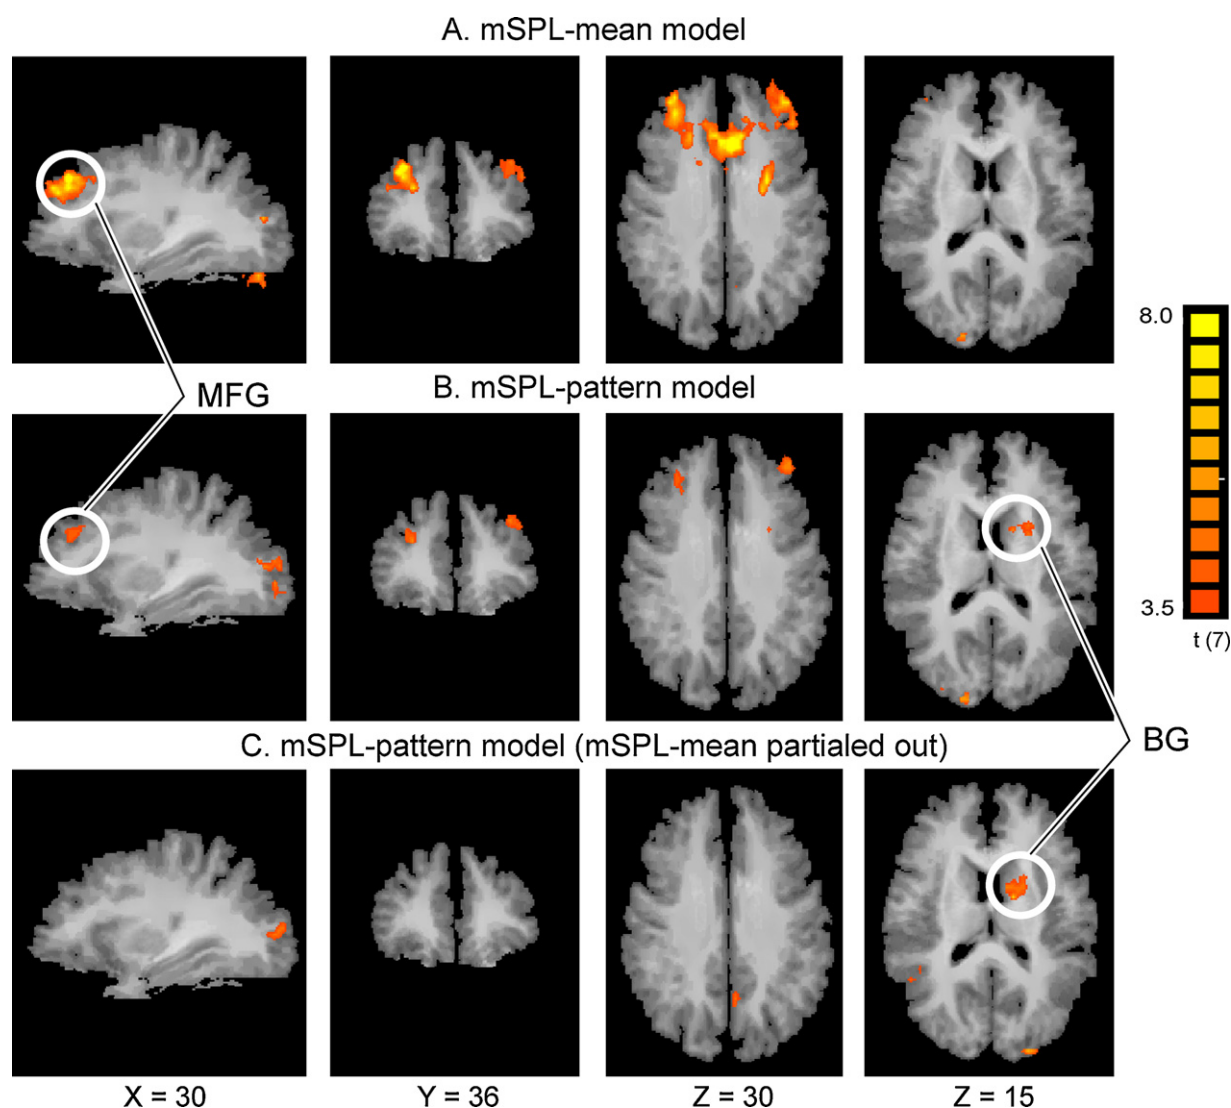 A. mSPL-mean model
8.0
B. mSPL-pattern model
MFG
3.5
t (7)
C. mSPL-pattern model (mSPL-mean partialed out)
BG
X = 30
Y = 36
Z = 30
Z = 15